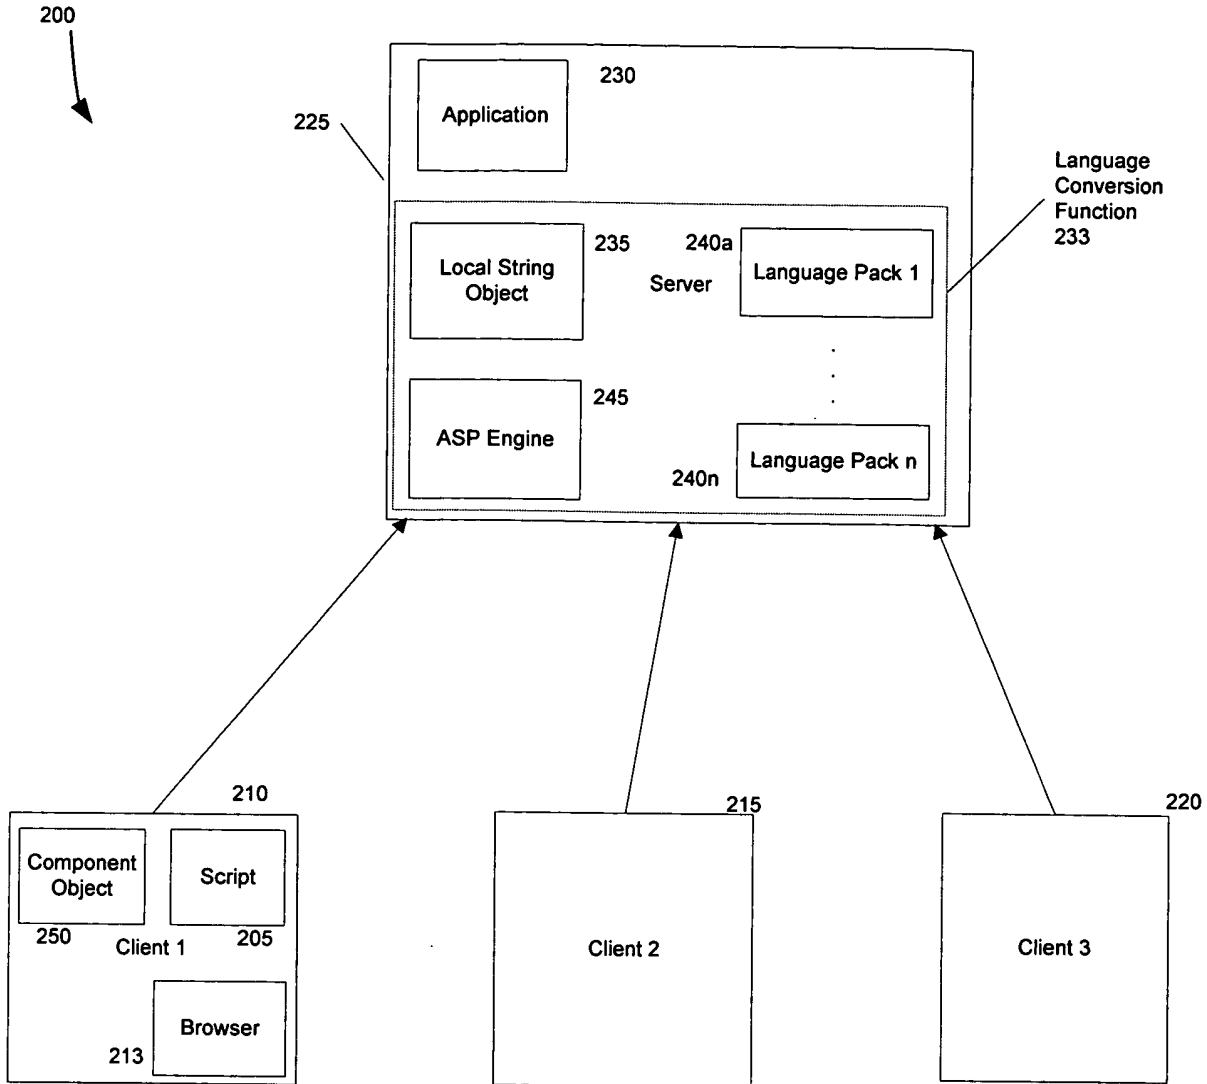 200
230
Application
225
Language
Conversion
Function
233
235
240a
Local String
Object
Server
Language Pack 1
245
ASP Engine
Language Pack n
240n
210
215
220
Component
Object
Script
250
205
Client 1
Client 2
Client 3
Browser
213